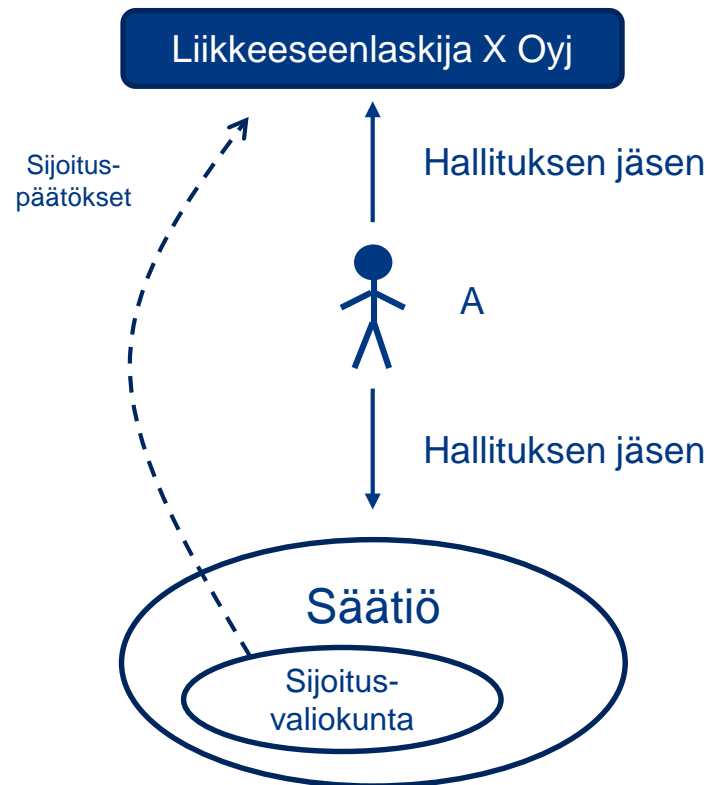 Liikkeeseenlaskija X Oyj
Sijoitus-
päätökset
Hallituksen jäsen
A
Hallituksen jäsen
Säätiö
Sijoitus-
valiokunta